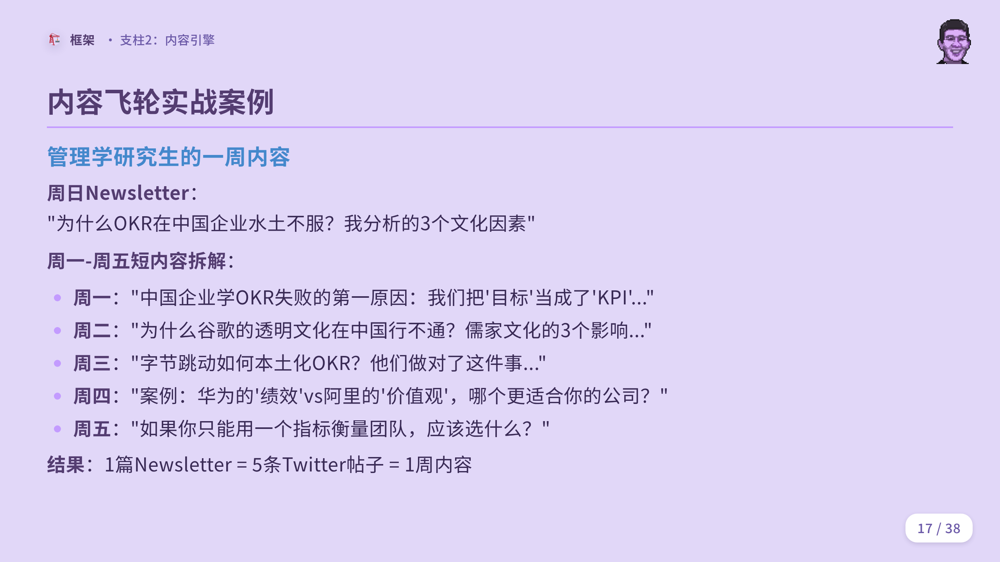 框架 • 支柱2：内容引擎
内容飞轮实战案例
管理学研究生的一周内容
周日Newsletter：
"为什么OKR在中国企业水土不服？我分析的3个文化因素"
周一-周五短内容拆解：
• 周一："中国企业学OKR失败的第一原因：我们把'目标'当成了'KPI'..."
• 周二："为什么谷歌的透明文化在中国行不通？儒家文化的3个影响..."
• 周三："字节跳动如何本土化OKR？他们做对了这件事..."
• 周四："案例：华为的'绩效'vs阿里的'价值观'，哪个更适合你的公司？"
• 周五："如果你只能用一个指标衡量团队，应该选什么？"
结果：1篇Newsletter = 5条Twitter帖子 = 1周内容
17 / 38